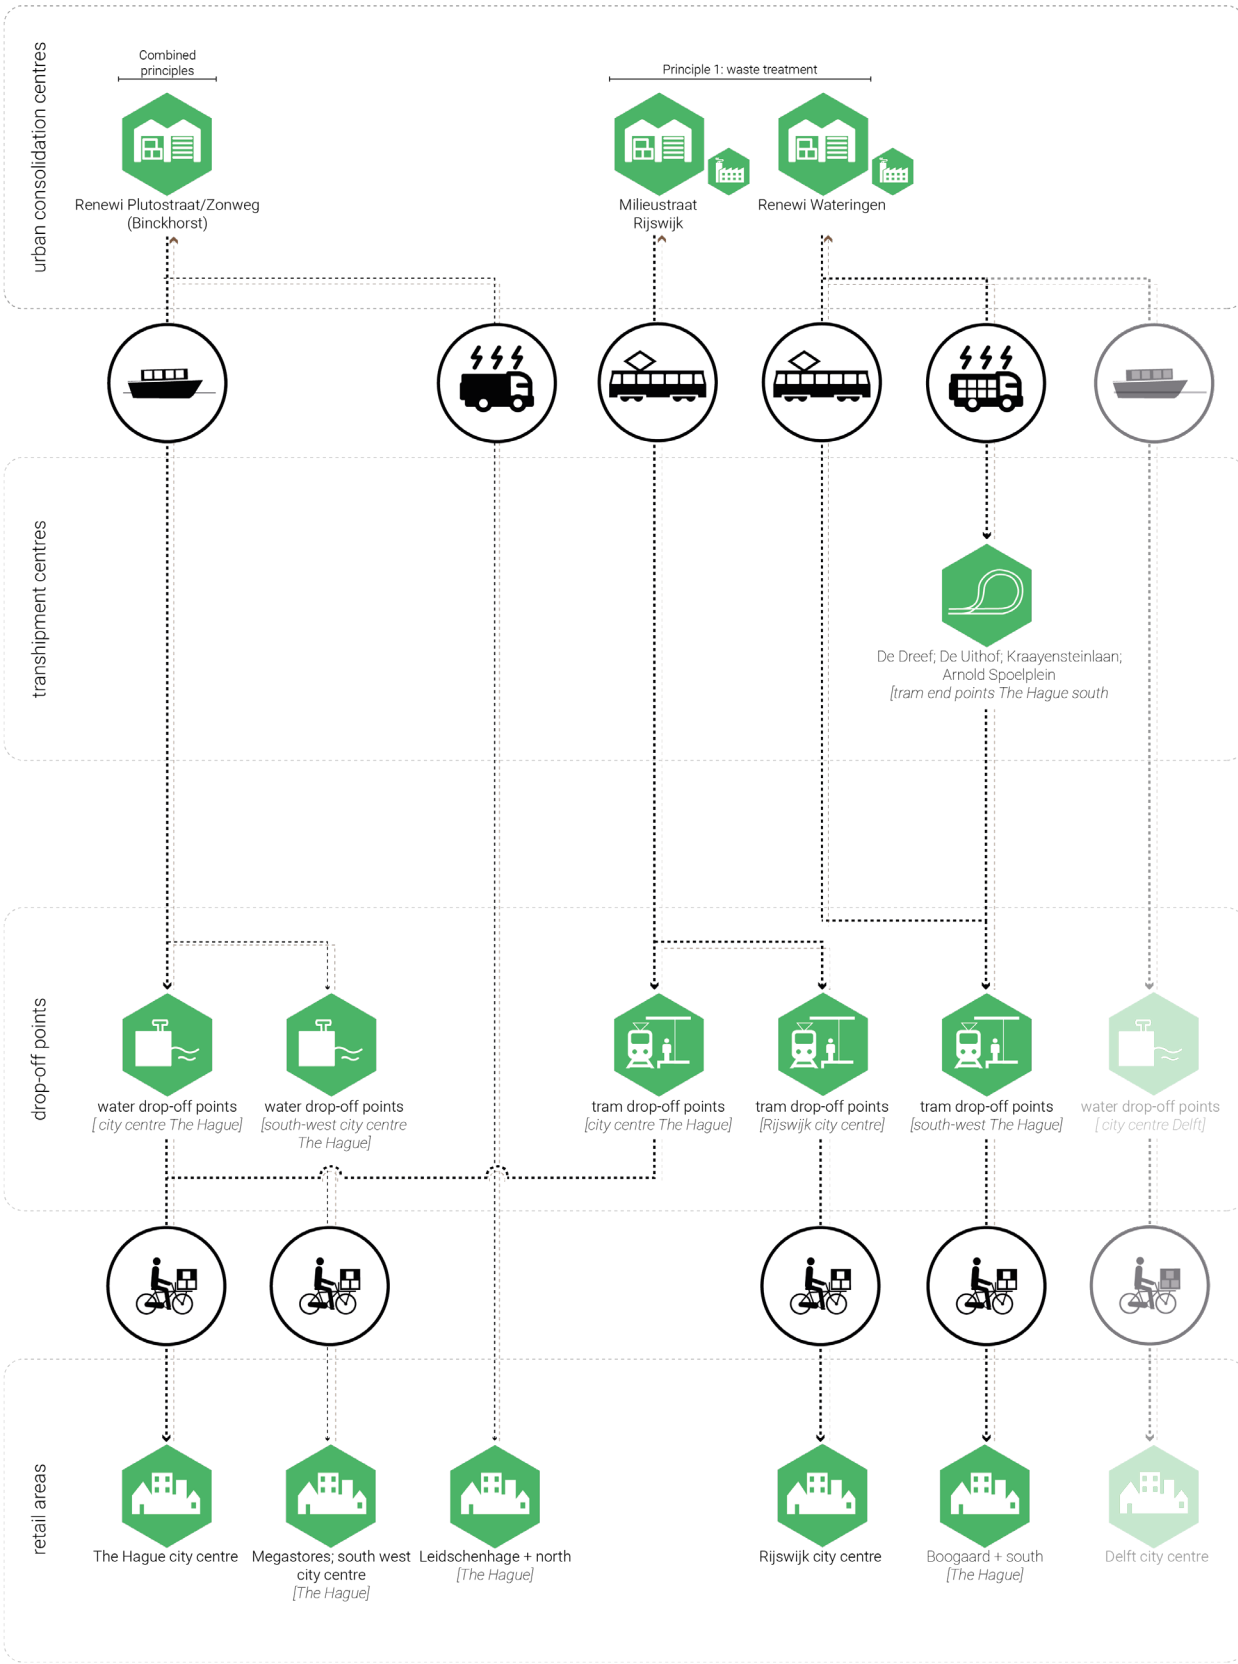 urban consolidation centres
Combined
principles
Principle 1: waste treatment
Renewi Plutostraat/Zonweg
(Binckhorst)
Milieustraat
Rijswijk
Renewi Wateringen
transhipment centres
De Dreef; De Uithof; Kraayensteinlaan;
Arnold Spoelplein
[tram end points The Hague south
drop-off points
water drop-off points
[ city centre The Hague]
water drop-off points
[south-west city centre
The Hague]
tram drop-off points
[city centre The Hague]
tram drop-off points
[Rijswijk city centre]
tram drop-off points
[south-west The Hague]
water drop-off points
[ city centre Delft]
retail areas
The Hague city centre
Megastores; south west
city centre
[The Hague]
Leidschenhage + north
[The Hague]
Rijswijk city centre
Boogaard + south
[The Hague]
Delft city centre